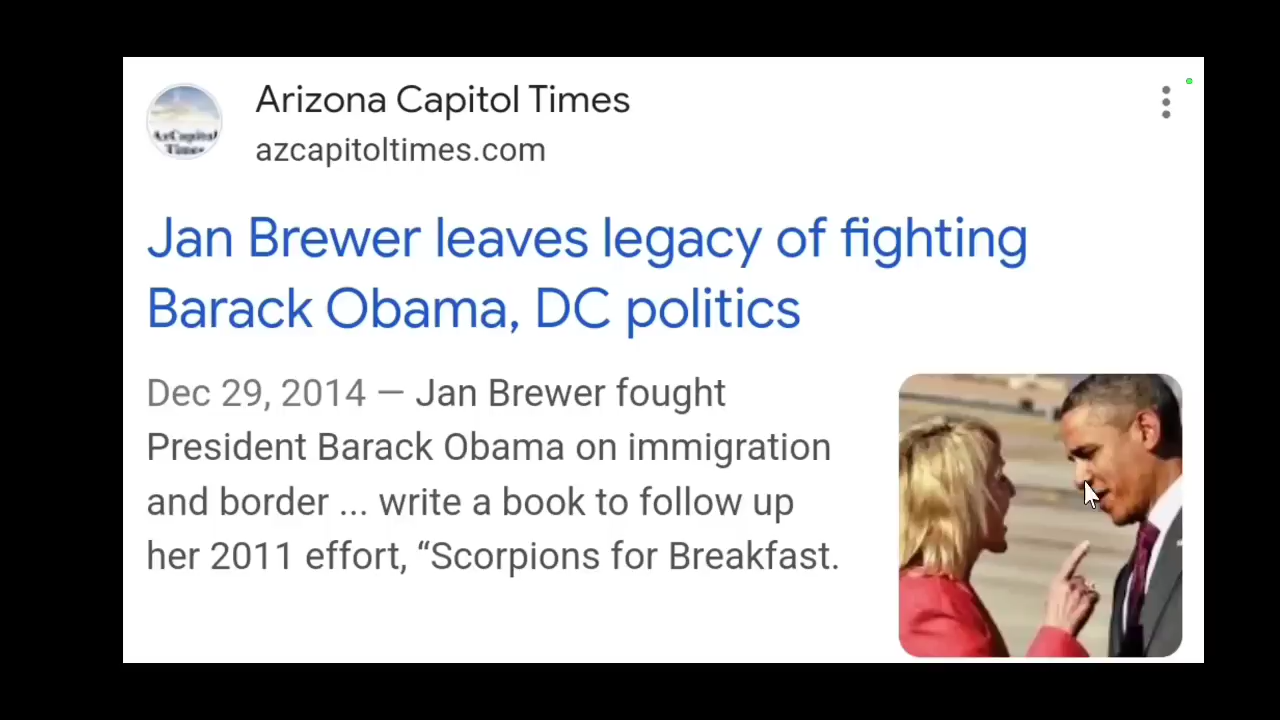 Arizona Capitol Times
azcapitoltimes.com
AzCapitol
Times
Jan Brewer leaves legacy of fighting
Barack Obama, DC politics
Dec 29, 2014 — Jan Brewer fought
President Barack Obama on immigration
and border ... write a book to follow up
her 2011 effort, “Scorpions for Breakfast.